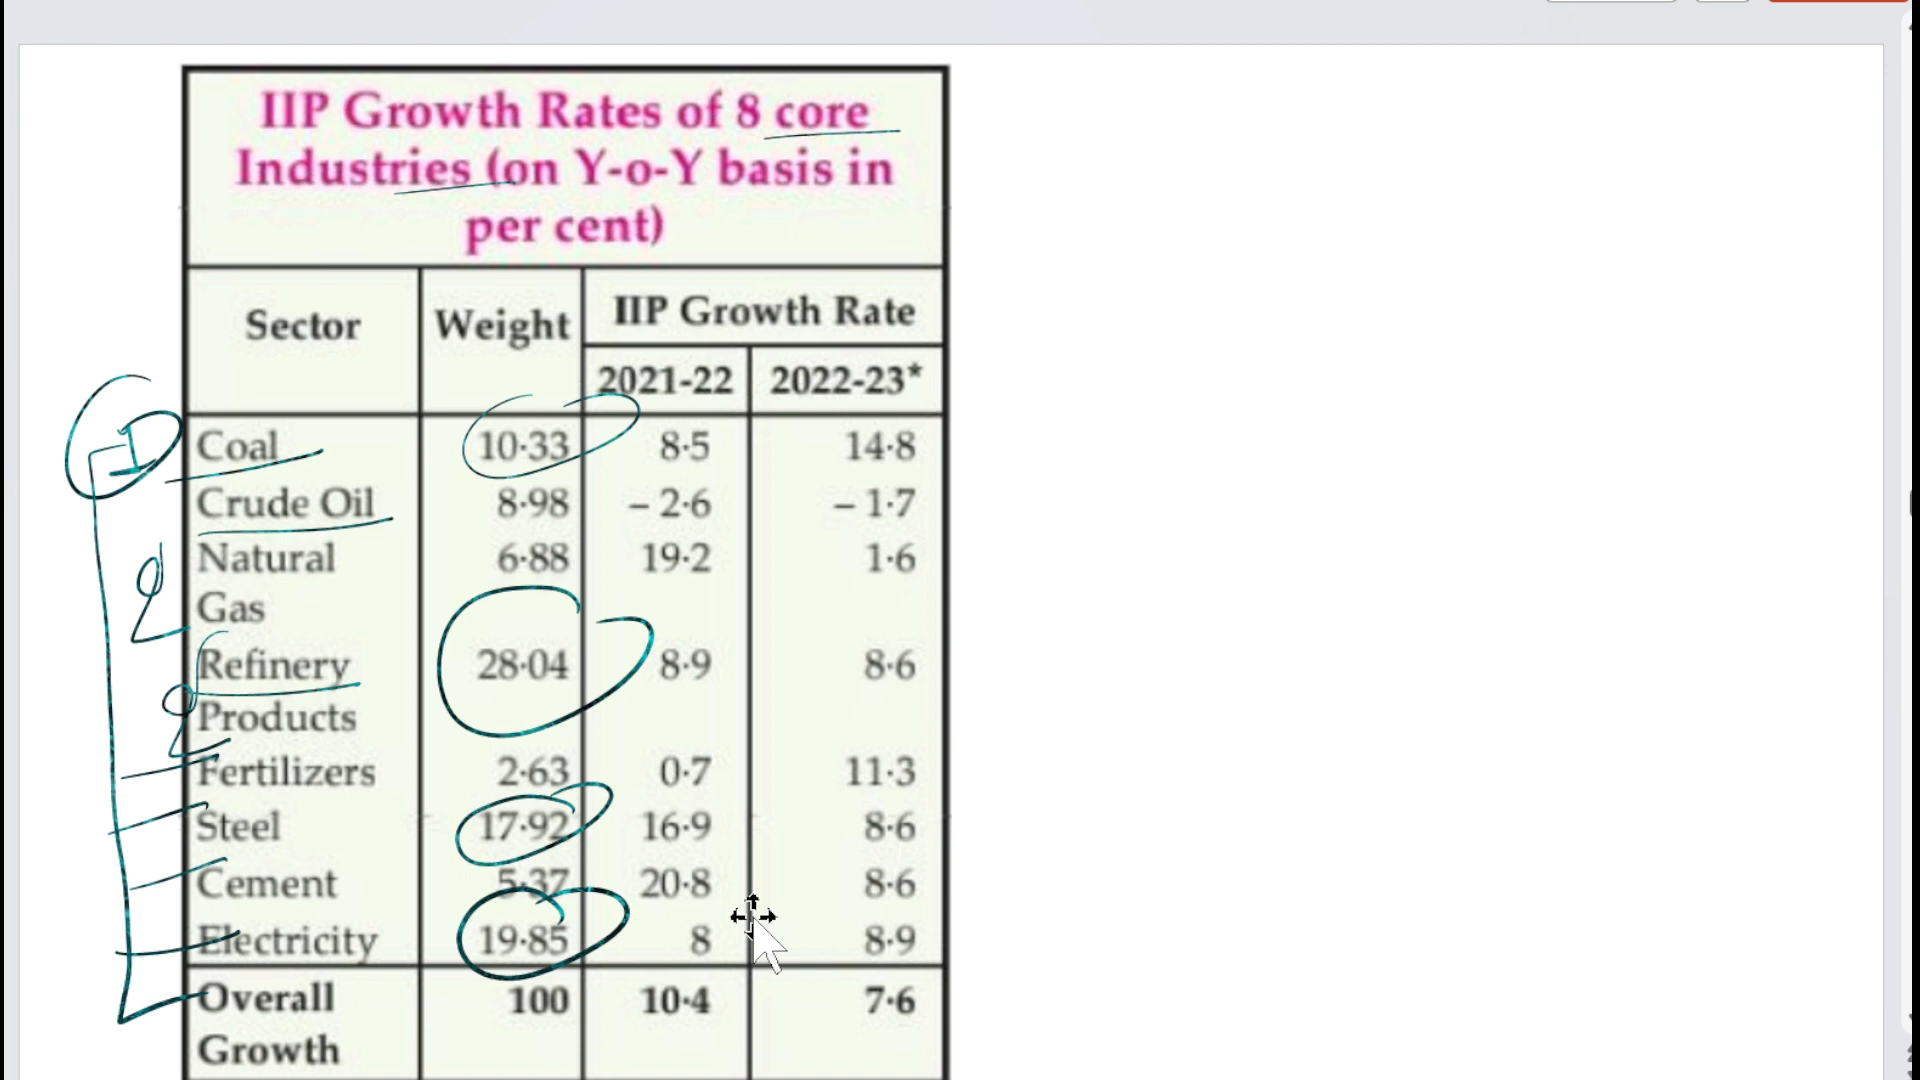 IIP Growth Rates of 8 core
Industries (on Y-o-Y basis in
per cent)
Sector Weight IIP Growth Rate
2021-22 2022-23*
1
Coal 10·33 8·5 14·8
Crude Oil 8·98 – 2·6 – 1·7
Natural 6·88 19·2 1·6
Gas
Refinery 28·04 8·9 8·6
Products
Fertilizers 2·63 0·7 11·3
Steel 17·92 16·9 8·6
Cement 5·37 20·8 8·6
Electricity 19·85 8 8·9
Overall 100 10·4 7·6
Growth